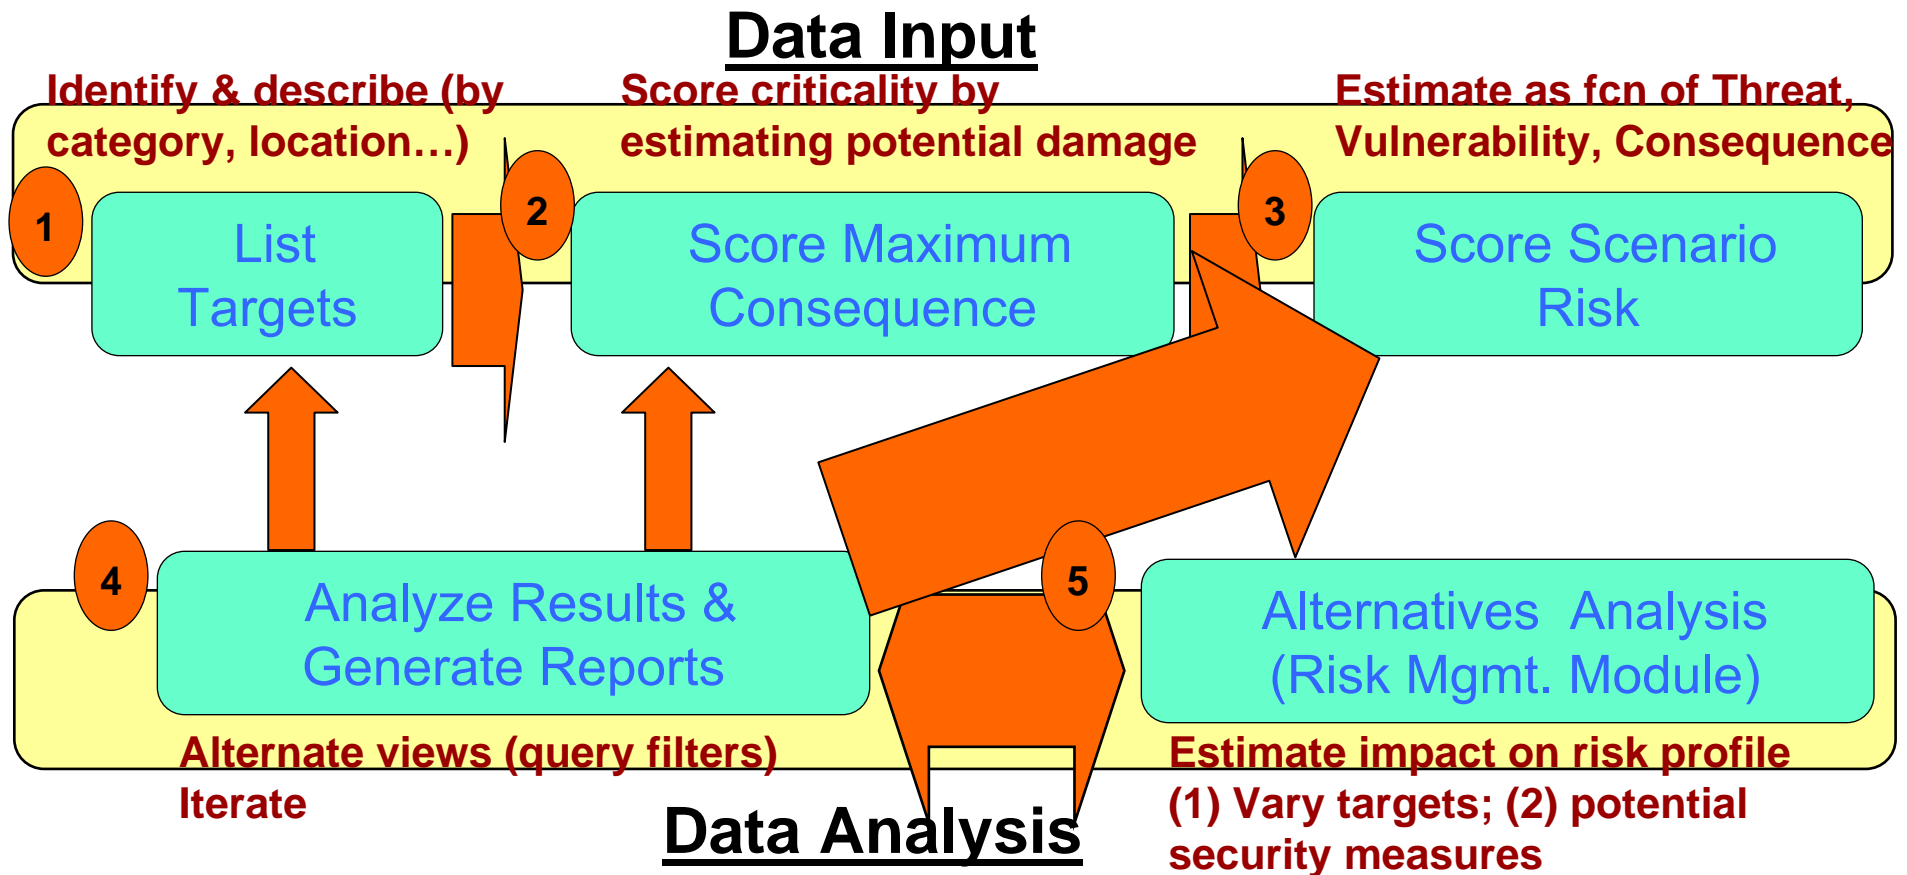 Data Input
Identify & describe (by
category, location…)
Score criticality by
estimating potential damage
Estimate as fcn of Threat,
Vulnerability, Consequence
1
List
Targets
2
Score Maximum
Consequence
3
Score Scenario
Risk
4
Analyze Results &
Generate Reports
5
Alternatives  Analysis
(Risk Mgmt. Module)
Alternate views (query filters)
Iterate
Estimate impact on risk profile
(1) Vary targets; (2) potential
security measures
Data Analysis